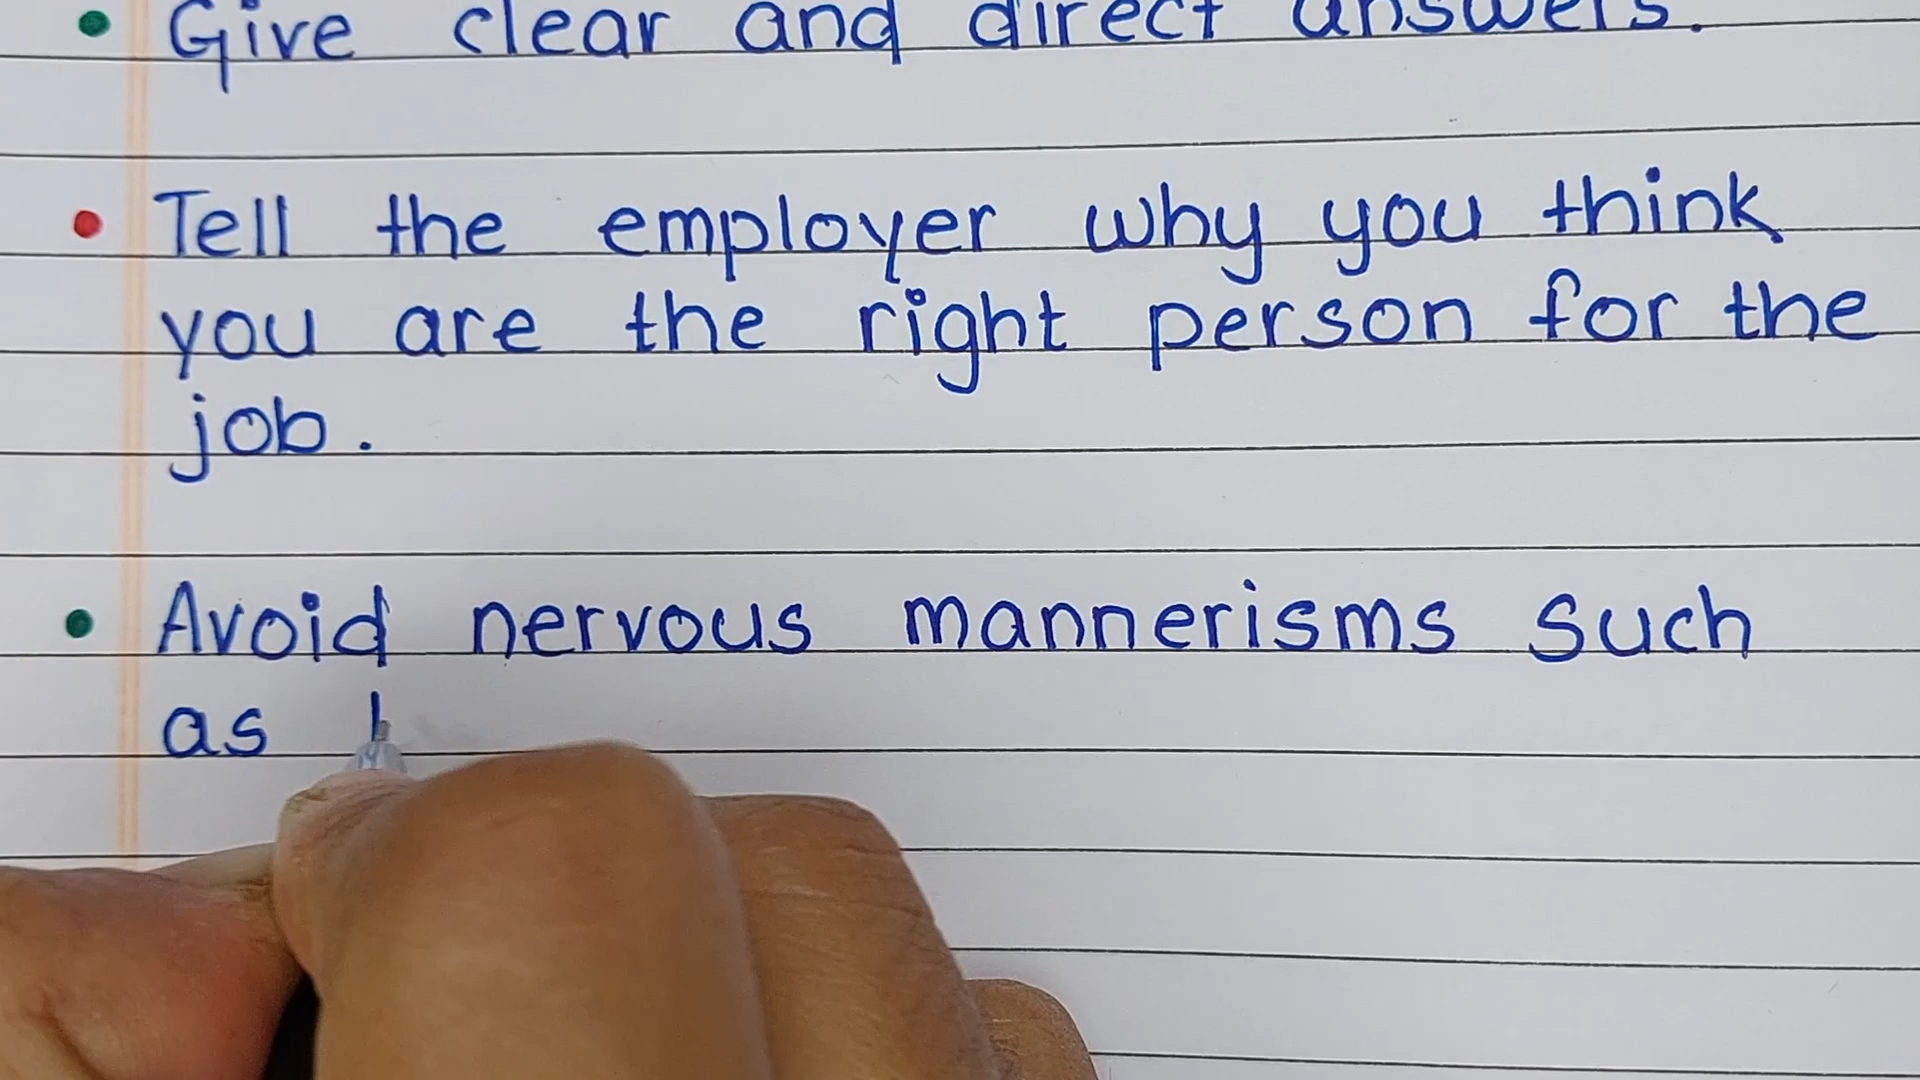 • Give clear and direct answers.
• Tell the employer why you think
you are the right person for the
job.
• Avoid nervous mannerisms such
as